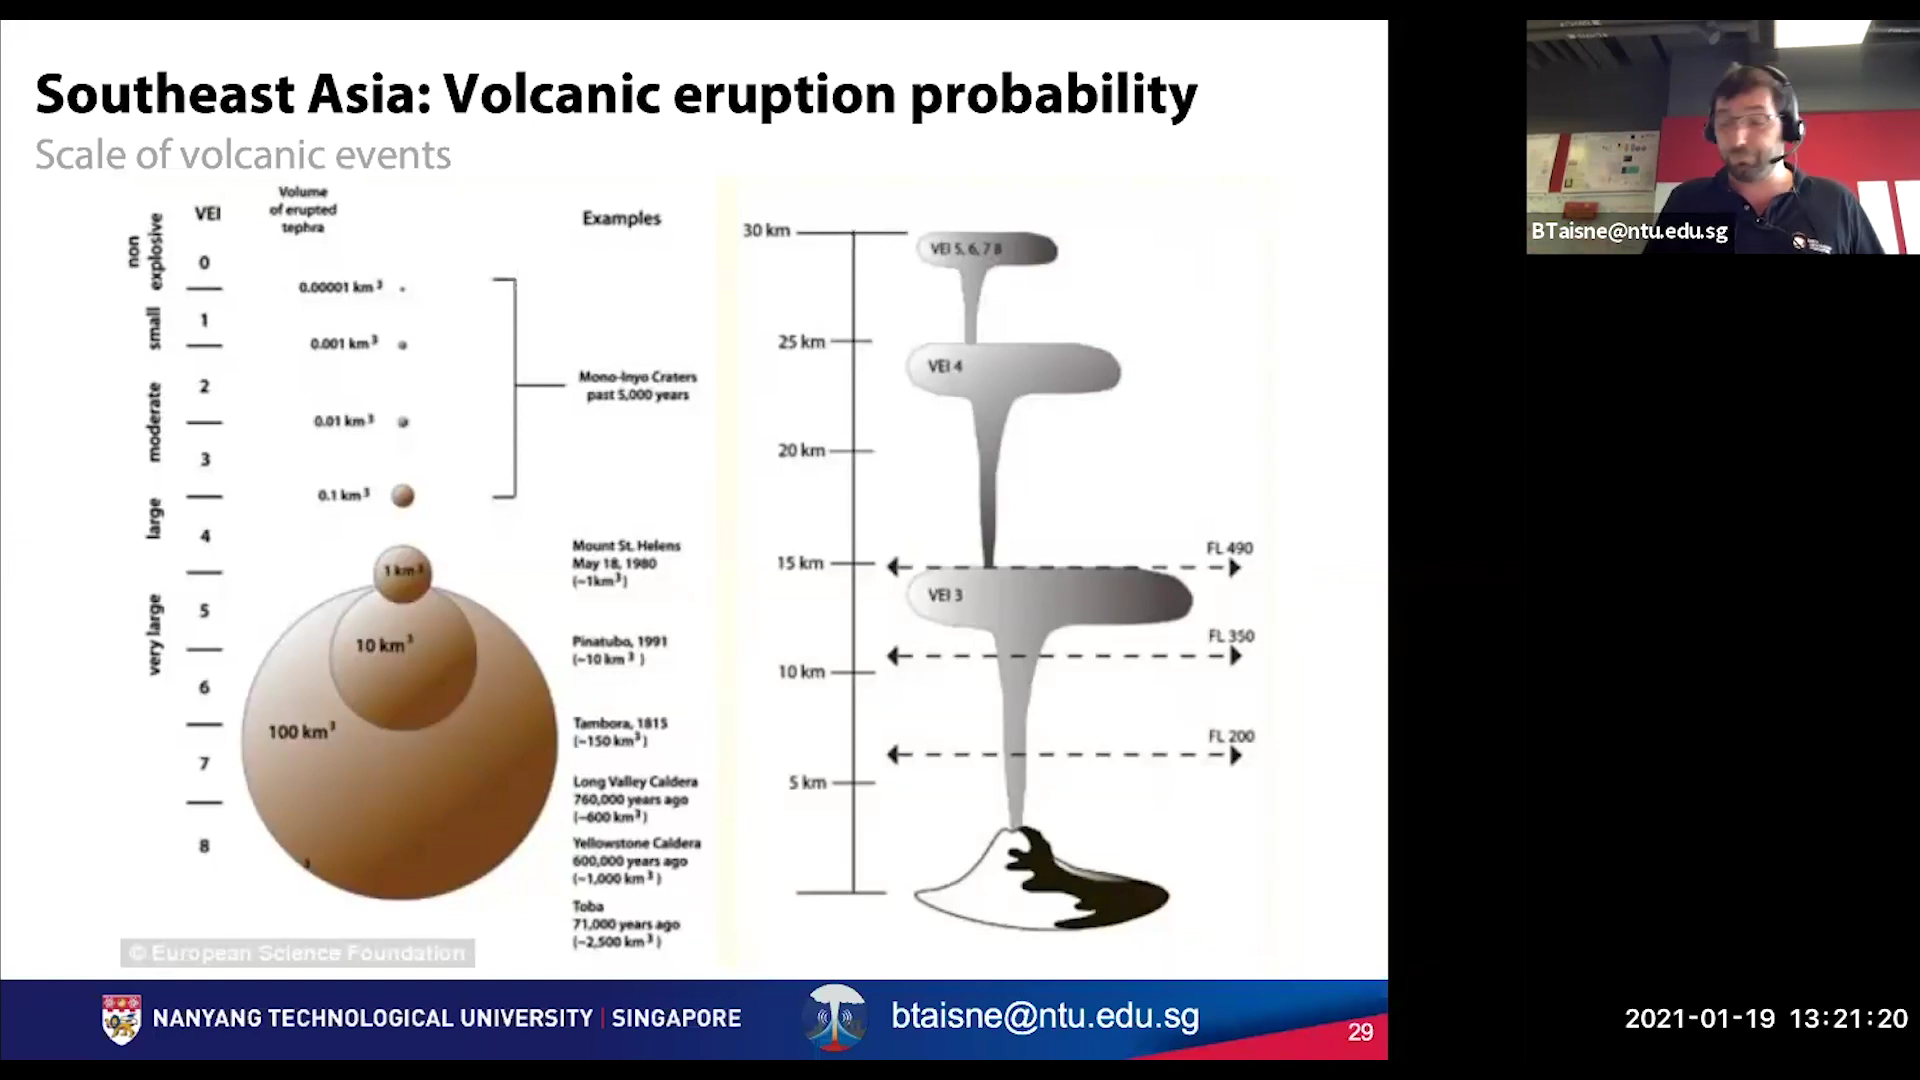 Southeast Asia: Volcanic eruption probability
Scale of volcanic events
VEI
Volume
of erupted
tephra
Examples
non
explosive
small
moderate
large
very large
0
1
2
3
4
5
6
7
8
0.00001 km³
0.001 km³
0.01 km³
0.1 km³
1 km³
10 km³
100 km³
Mono-Inyo Craters
past 5,000 years
Mount St. Helens
May 18, 1980
(~1km³)
Pinatubo, 1991
(~10 km³)
Tambora, 1815
(~150 km³)
Long Valley Caldera
760,000 years ago
(~600 km³)
Yellowstone Caldera
600,000 years ago
(~1,000 km³)
Toba
71,000 years ago
(~2,500 km³)
© European Science Foundation
30 km
25 km
20 km
15 km
10 km
5 km
VEI 5, 6, 7 8
VEI 4
VEI 3
FL 490
FL 350
FL 200
NANYANG TECHNOLOGICAL UNIVERSITY | SINGAPORE
btaisne@ntu.edu.sg
29
BTaisne@ntu.edu.sg
2021-01-19 13:21:20